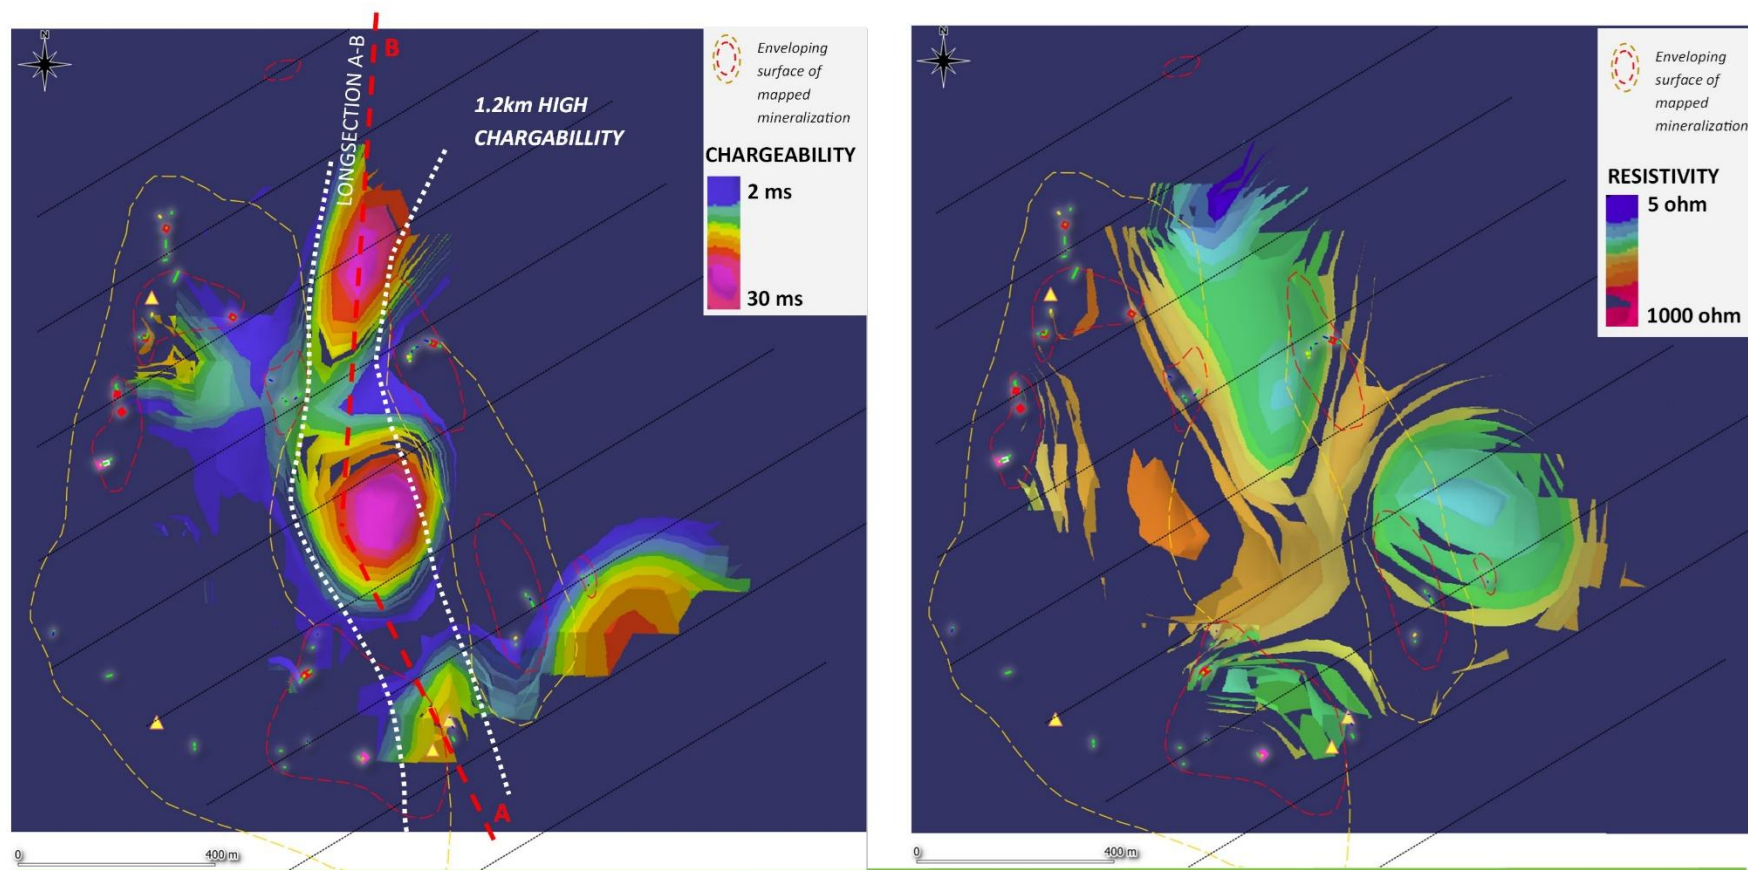 N
B
LONGSECTION A-B
1.2km HIGH
CHARGABILLITY
Enveloping
surface of
mapped
mineralization
CHARGEABILITY
2 ms
30 ms
A
0
400 m
N
Enveloping
surface of
mapped
mineralization
RESISTIVITY
5 ohm
1000 ohm
0
400 m